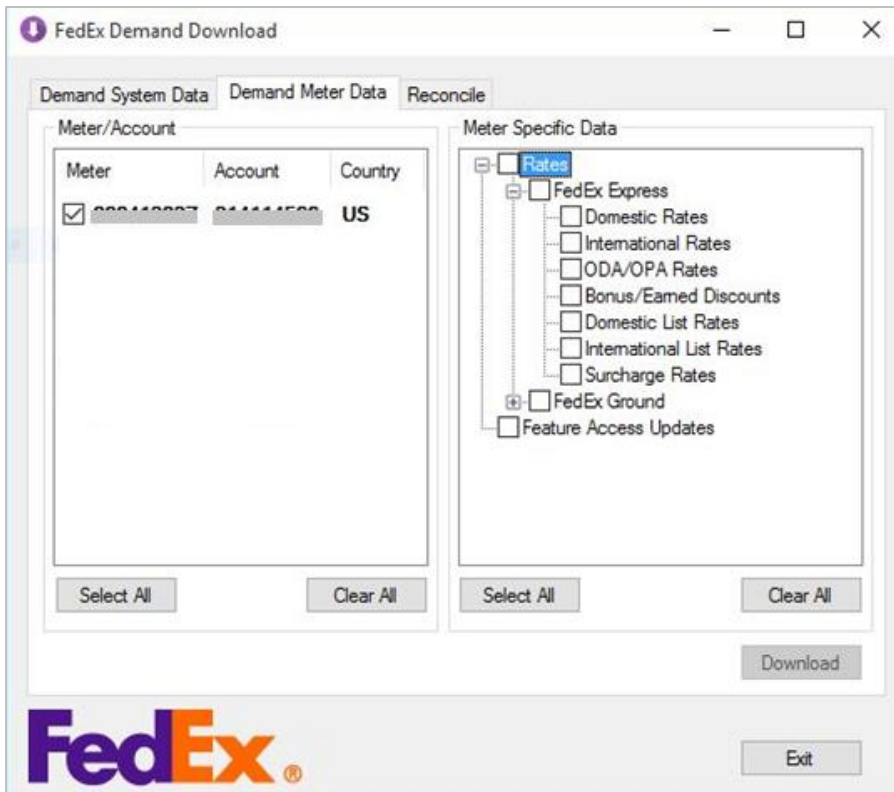 FedEx Demand Download
Demand System Data Demand Meter Data Reconcile
Meter/Account
Meter Account Country
US
Select All Clear All
Meter Specific Data
Rates
FedEx Express
Domestic Rates
International Rates
ODA/OPA Rates
Bonus/Earned Discounts
Domestic List Rates
International List Rates
Surcharge Rates
FedEx Ground
Feature Access Updates
Select All Clear All
Download
FedEx®
Exit